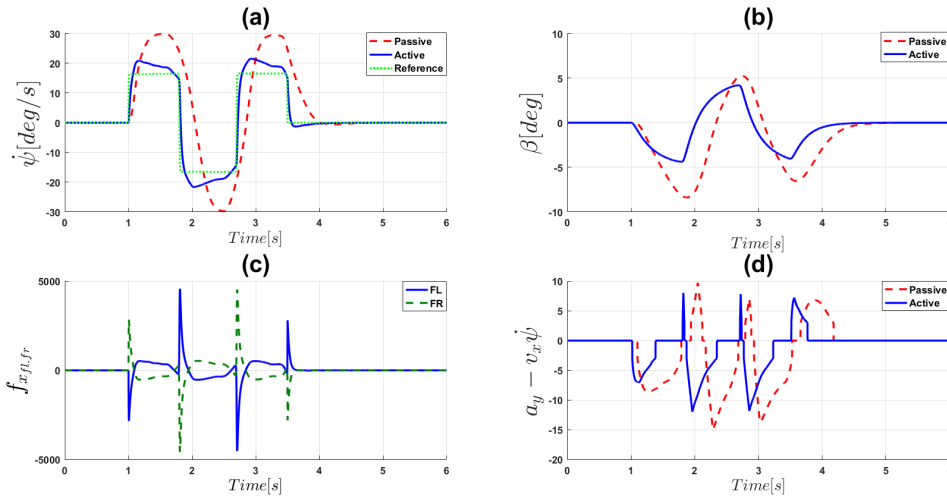 (a)
30
20
10
0
-10
-20
-30
ψ̇[deg/s]
Passive
Active
Reference
0 1 2 3 4 5 6
Time[s]
(b)
10
5
0
-5
-10
β[deg]
Passive
Active
0 1 2 3 4 5
Time[s]
(c)
5000
0
-5000
f_{x fl,fr}
FL
FR
0 1 2 3 4 5 6
Time[s]
(d)
10
5
0
-5
-10
-15
-20
a_y − v_x ψ̇
Passive
Active
0 1 2 3 4 5
Time[s]